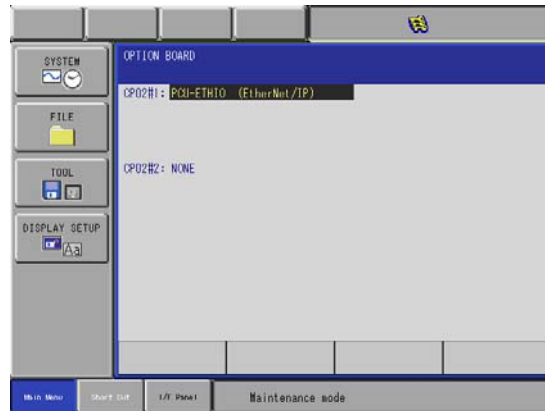 SYSTEM
FILE
TOOL
DISPLAY SETUP
OPTION BOARD
CP02#1: PCU-ETHIO (EtherNet/IP)
CP02#2: NONE
Main Menu
Short Cut
I/F Panel
Maintenance mode